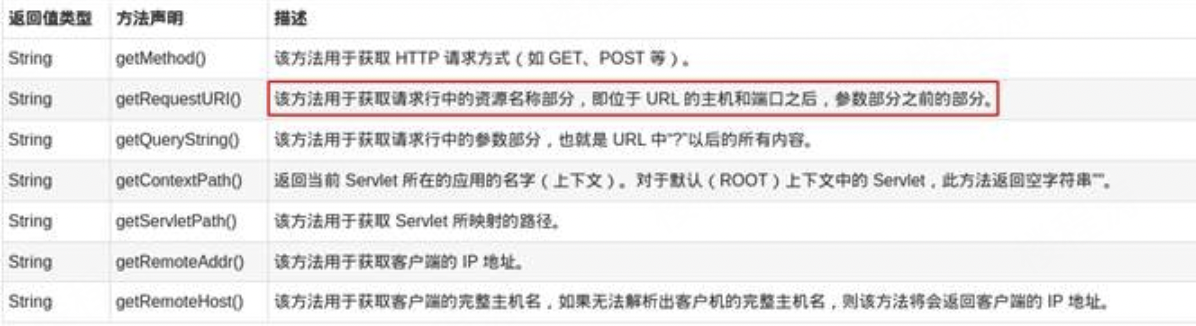 返回值类型 方法声明 描述
String getMethod() 该方法用于获取 HTTP 请求方式（如 GET、POST 等）。
String getRequestURI() 该方法用于获取请求行中的资源名称部分，即位于 URL 的主机和端口之后，参数部分之前的部分。
String getQueryString() 该方法用于获取请求行中的参数部分，也就是 URL 中“?”以后的所有内容。
String getContextPath() 返回当前 Servlet 所在的应用的名字（上下文）。对于默认（ROOT）上下文中的 Servlet，此方法返回空字符串""。
String getServletPath() 该方法用于获取 Servlet 所映射的路径。
String getRemoteAddr() 该方法用于获取客户端的 IP 地址。
String getRemoteHost() 该方法用于获取客户端的完整主机名，如果无法解析出客户机的完整主机名，则该方法将会返回客户端的 IP 地址。